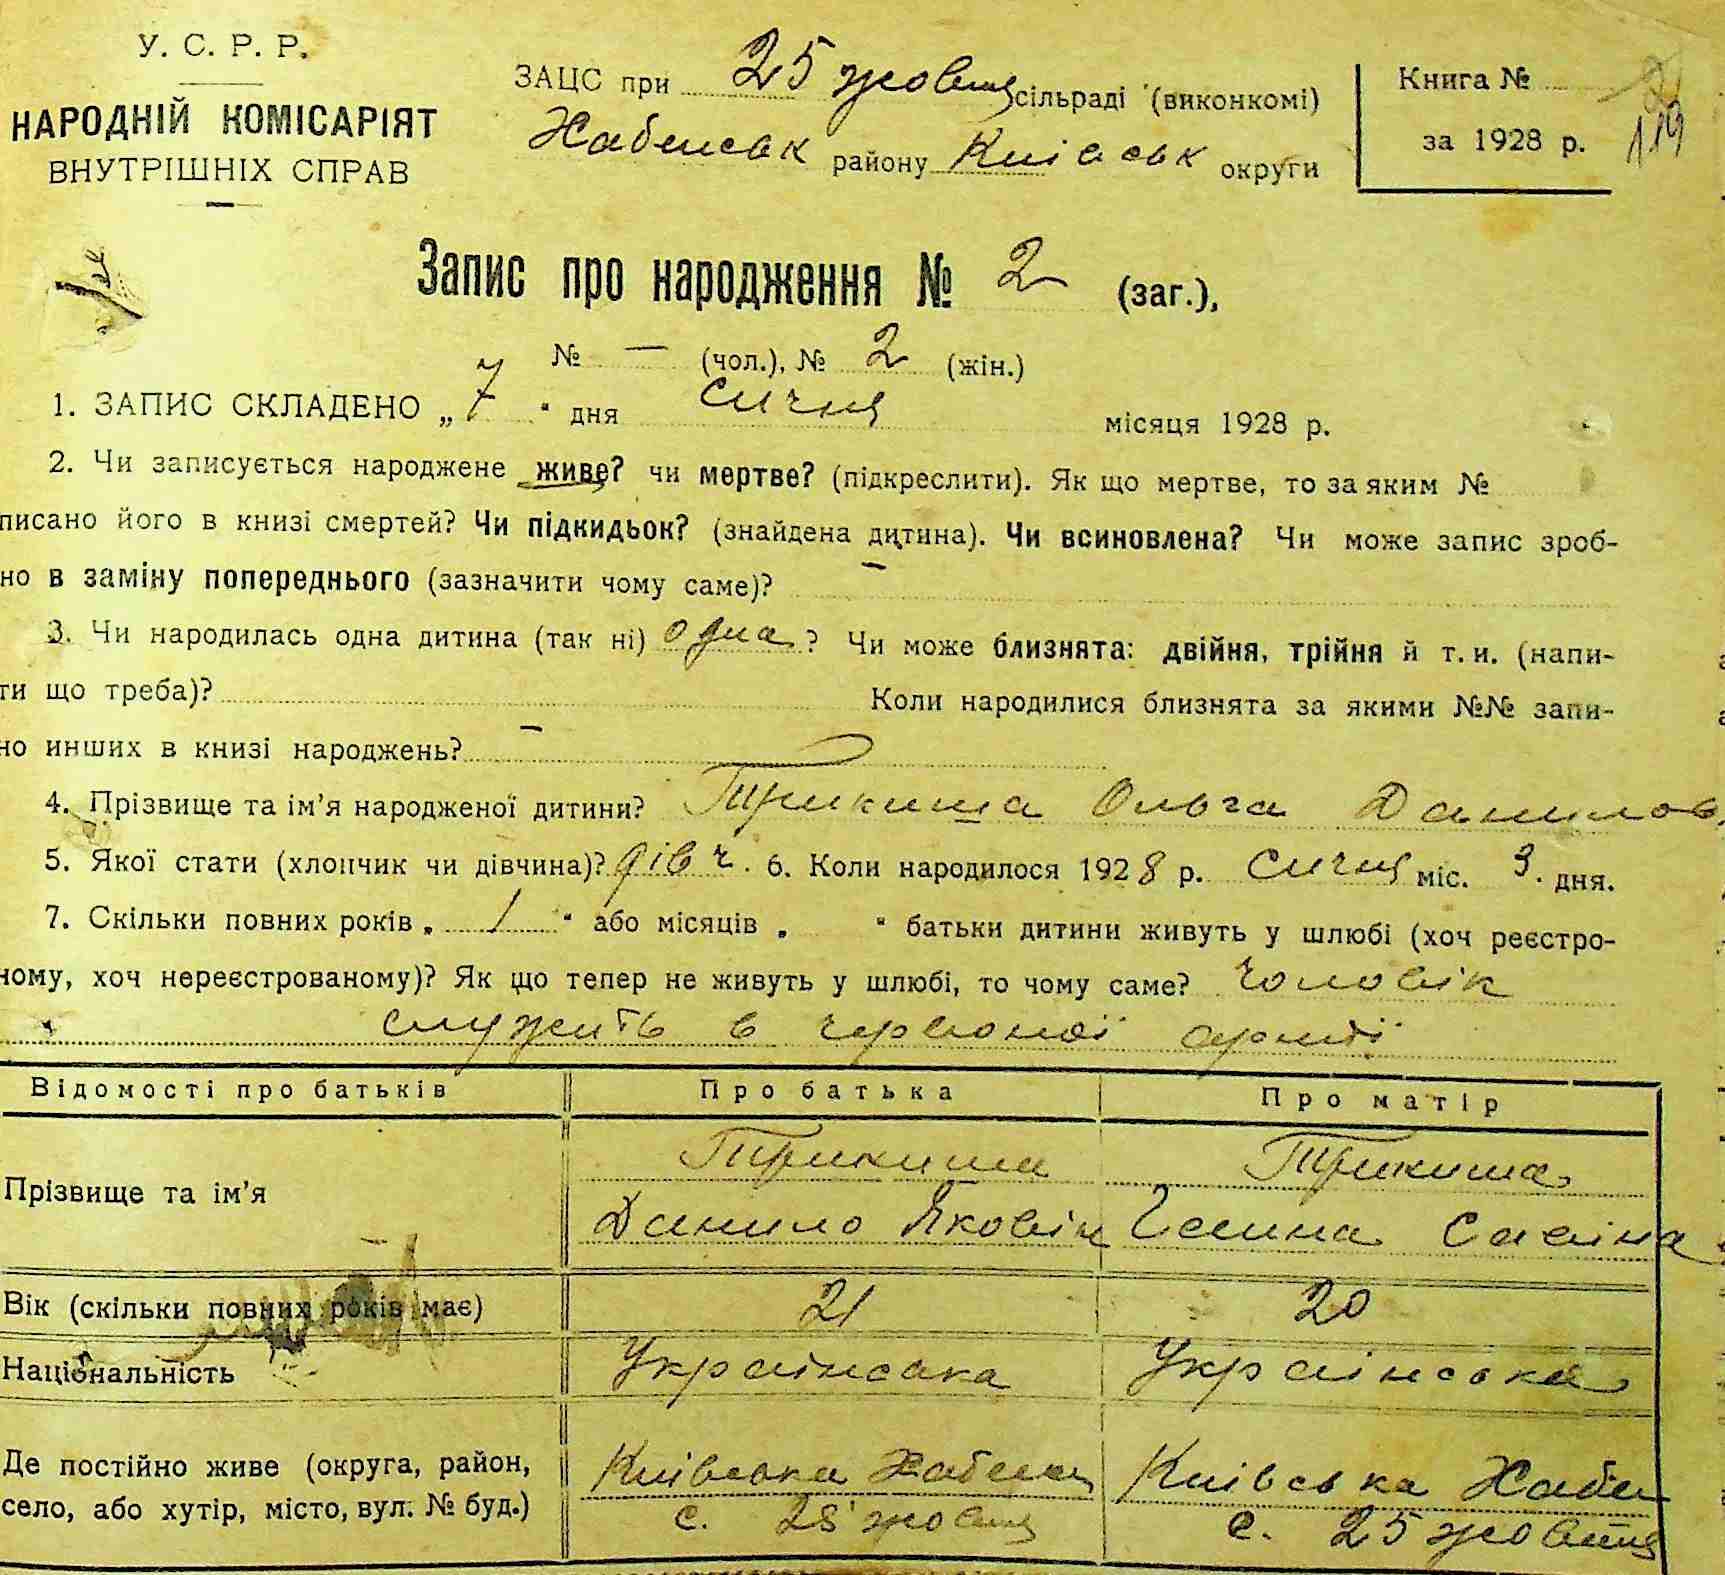 У. С. Р. Р.
НАРОДНІЙ КОМІСАРІЯТ
ВНУТРІШНІХ СПРАВ
ЗАЦС при 25 жовтня сільраді (виконкомі)
Хабенськ району Київськ округи
Книга №
за 1928 р.
119
Запис про народження № 2 (заг.),
№ — (чол.), № 2 (жін.)
1. ЗАПИС СКЛАДЕНО „ 7 " дня січня місяця 1928 р.
2. Чи записується народжене живе? чи мертве? (підкреслити). Як що мертве, то за яким №
писано його в книзі смертей? Чи підкидьок? (знайдена дитина). Чи всиновлена? Чи може запис зроб-
но в заміну попереднього (зазначити чому саме)? —
3. Чи народилась одна дитина (так ні) одна ? Чи може близнята: двійня, трійня й т. и. (напи-
ти що треба)? Коли народилися близнята за якими №№ запи-
но инших в книзі народжень? —
4. Прізвище та ім'я народженої дитини? Трикиша Ольга Данилов.
5. Якої стати (хлопчик чи дівчина)? дівч. 6. Коли народилося 1928 р. січня міс. 3. дня.
7. Скільки повних років „ 1 " або місяців „ " батьки дитини живуть у шлюбі (хоч реєстро-
ному, хоч нереєстрованому)? Як що тепер не живуть у шлюбі, то чому саме? чоловік
служить в червоній армії
Відомості про батьків Про батька Про матір
Прізвище та ім'я Трикиша Трикиша
Данило Яковін Савіна
Вік (скільки повних років має) 21 20
Національність Українська Українська
Де постійно живе (округа, район, Київська Хабенс Київська Хабен
село, або хутір, місто, вул. № буд.) с. 25 жовтня с. 25 жовтня